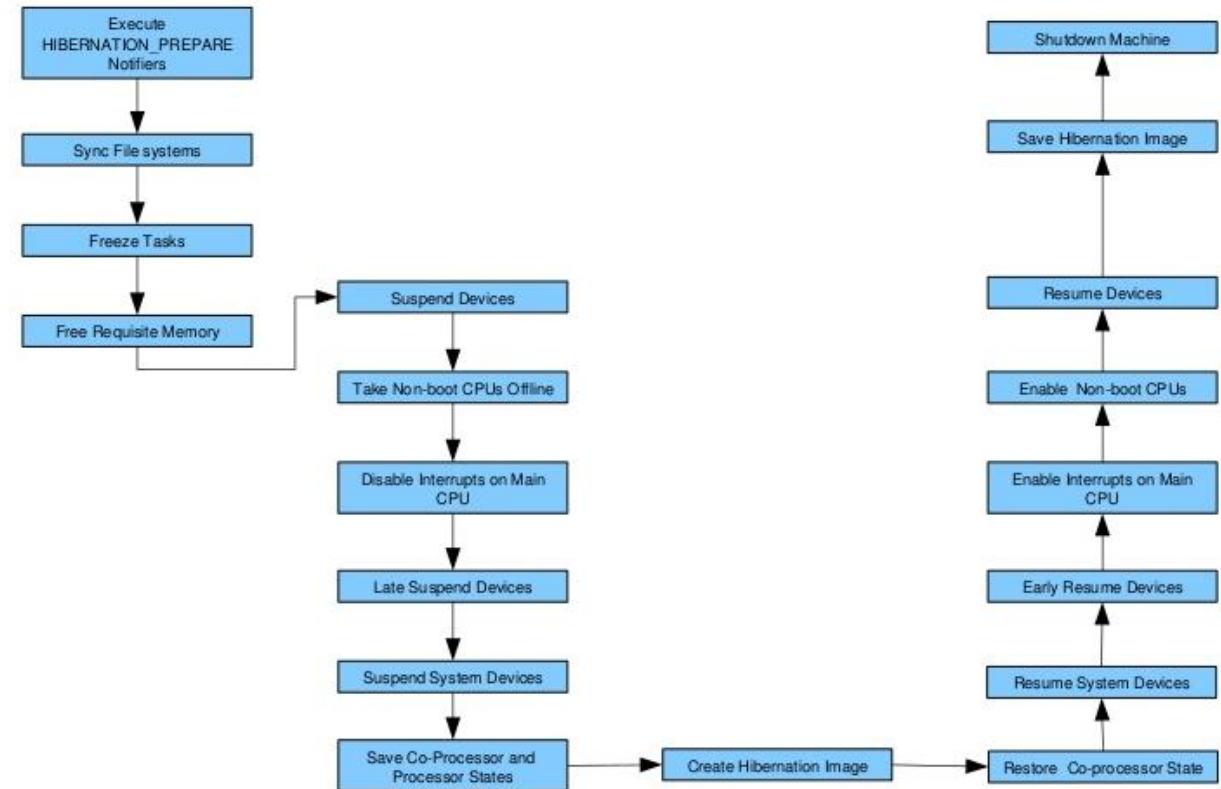 Execute
HIBERNATION_PREPARE
Notifiers
Sync File systems
Freeze Tasks
Free Requisite Memory
Suspend Devices
Take Non-boot CPUs Offline
Disable Interrupts on Main
CPU
Late Suspend Devices
Suspend System Devices
Save Co-Processor and
Processor States
Create Hibernation Image
Restore Co-processor State
Resume System Devices
Early Resume Devices
Enable Interrupts on Main
CPU
Enable Non-boot CPUs
Resume Devices
Save Hibernation Image
Shutdown Machine